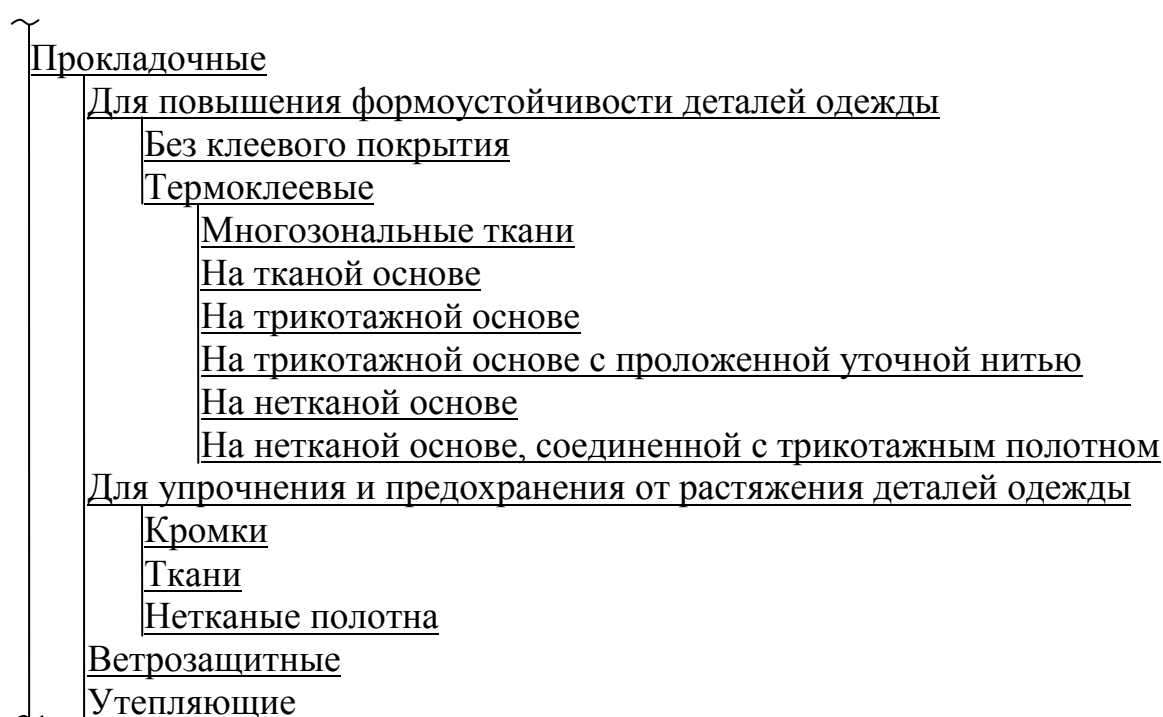 Прокладочные
Для повышения формоустойчивости деталей одежды
Без клеевого покрытия
Термоклеевые
Многозональные ткани
На тканой основе
На трикотажной основе
На трикотажной основе с проложенной уточной нитью
На нетканой основе
На нетканой основе, соединенной с трикотажным полотном
Для упрочнения и предохранения от растяжения деталей одежды
Кромки
Ткани
Нетканые полотна
Ветрозащитные
Утепляющие